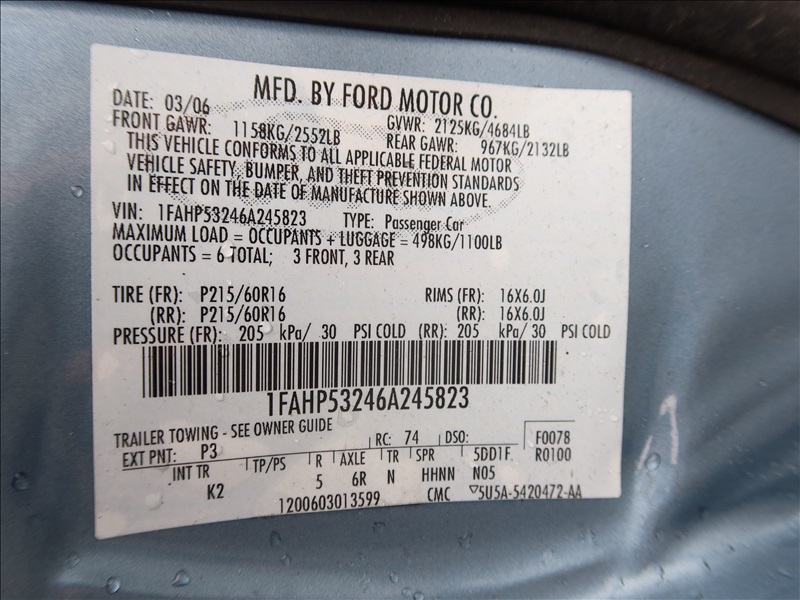 MFD. BY FORD MOTOR CO.
DATE: 03/06 GVWR: 2125KG/4684LB
FRONT GAWR: 1158KG/2552LB REAR GAWR: 967KG/2132LB
THIS VEHICLE CONFORMS TO ALL APPLICABLE FEDERAL MOTOR
VEHICLE SAFETY, BUMPER, AND THEFT PREVENTION STANDARDS
IN EFFECT ON THE DATE OF MANUFACTURE SHOWN ABOVE.
VIN: 1FAHP53246A245823 TYPE: Passenger Car
MAXIMUM LOAD = OCCUPANTS + LUGGAGE = 498KG/1100LB
OCCUPANTS = 6 TOTAL; 3 FRONT, 3 REAR
TIRE (FR): P215/60R16 RIMS (FR): 16X6.0J
(RR): P215/60R16 (RR): 16X6.0J
PRESSURE (FR): 205 kPa/ 30 PSI COLD (RR): 205 kPa/ 30 PSI COLD
1FAHP53246A245823
TRAILER TOWING - SEE OWNER GUIDE
EXT PNT: P3 RC: 74 DSO: F0078
R0100
INT TR TP/PS R AXLE TR SPR 5DD1F
K2 5 6R N HHNN N05
1200603013599 CMC ▽5U5A-5420472-AA